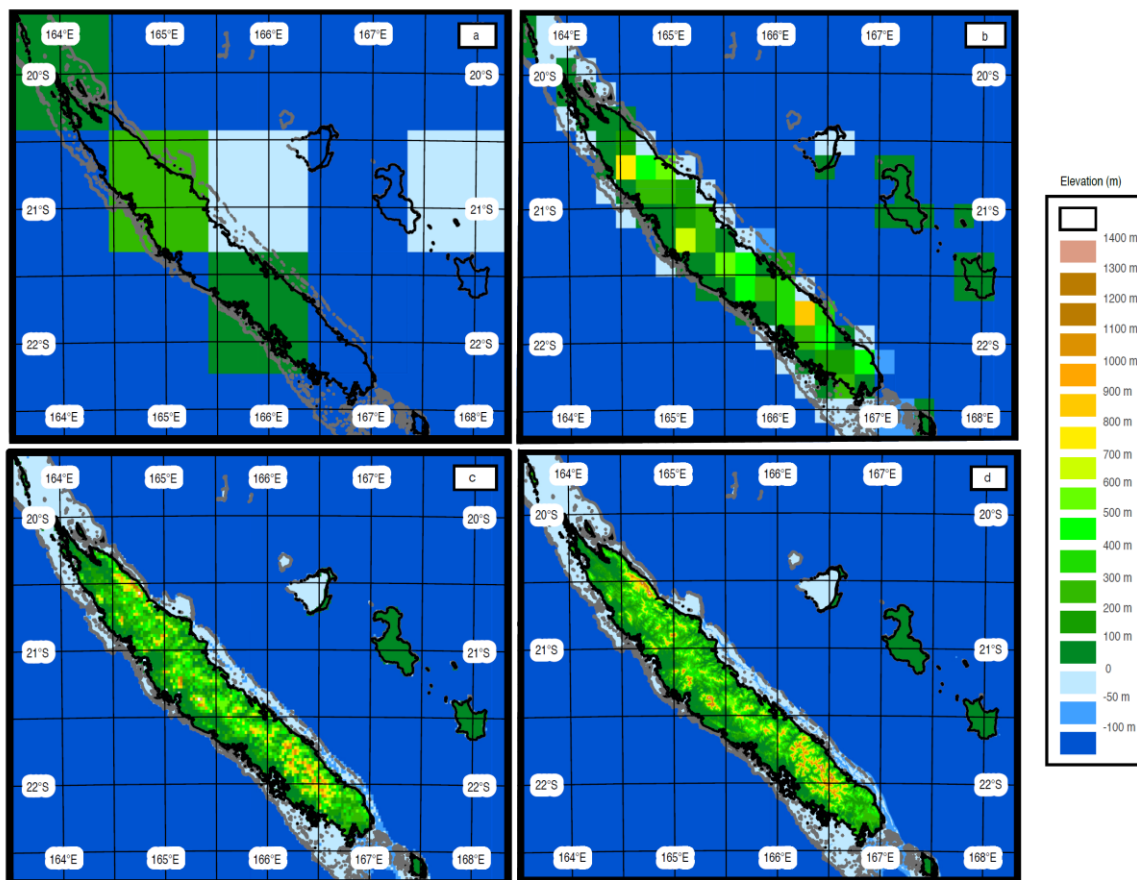 164°E 165°E 166°E 167°E a
20°S 20°S
21°S 21°S
22°S 22°S
164°E 165°E 166°E 167°E 168°E
164°E 165°E 166°E 167°E b
20°S 20°S
21°S 21°S
22°S 22°S
164°E 165°E 166°E 167°E 168°E
164°E 165°E 166°E 167°E c
20°S 20°S
21°S 21°S
22°S 22°S
164°E 165°E 166°E 167°E 168°E
164°E 165°E 166°E 167°E d
20°S 20°S
21°S 21°S
22°S 22°S
164°E 165°E 166°E 167°E 168°E
Elevation (m)
1400 m
1300 m
1200 m
1100 m
1000 m
900 m
800 m
700 m
600 m
500 m
400 m
300 m
200 m
100 m
0
-50 m
-100 m